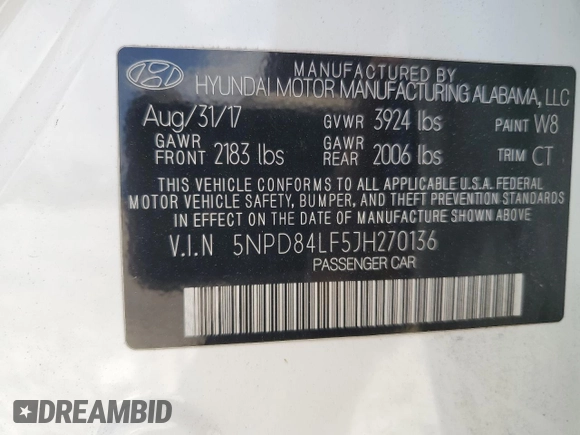 MANUFACTURED BY
HYUNDAI MOTOR MANUFACTURING ALABAMA, LLC
Aug/31/17 GVWR 3924 lbs PAINT W8
GAWR FRONT 2183 lbs GAWR REAR 2006 lbs TRIM CT
THIS VEHICLE CONFORMS TO ALL APPLICABLE U.S.A. FEDERAL
MOTOR VEHICLE SAFETY, BUMPER, AND THEFT PREVENTION STANDARDS
IN EFFECT ON THE DATE OF MANUFACTURE SHOWN ABOVE
V.I.N 5NPD84LF5JH270136
PASSENGER CAR
DREAMBID